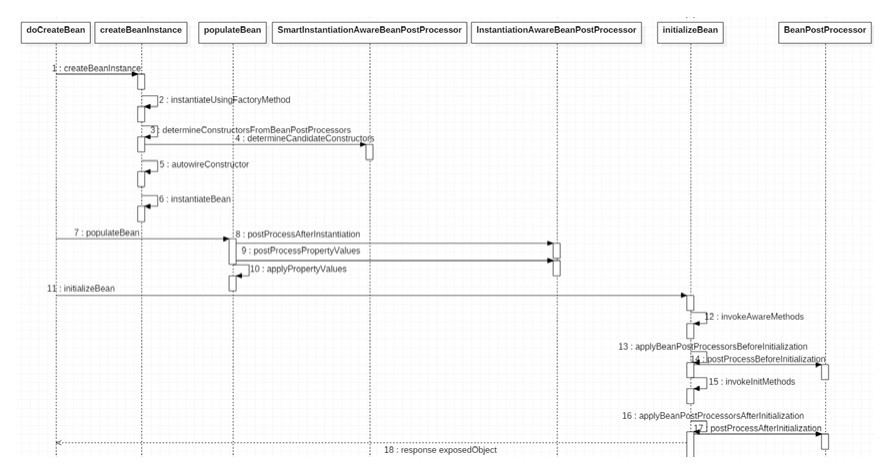 doCreateBean createBeanInstance populateBean SmartInstantiationAwareBeanPostProcessor InstantiationAwareBeanPostProcessor initializeBean BeanPostProcessor
1 : createBeanInstance
2 : instantiateUsingFactoryMethod
3 : determineConstructorsFromBeanPostProcessors
4 : determineCandidateConstructors
5 : autowireConstructor
6 : instantiateBean
7 : populateBean
8 : postProcessAfterInstantiation
9 : postProcessPropertyValues
10 : applyPropertyValues
11 : initializeBean
12 : invokeAwareMethods
13 : applyBeanPostProcessorsBeforeInitialization
14 : postProcessBeforeInitialization
15 : invokeInitMethods
16 : applyBeanPostProcessorsAfterInitialization
17 : postProcessAfterInitialization
18 : response exposedObject